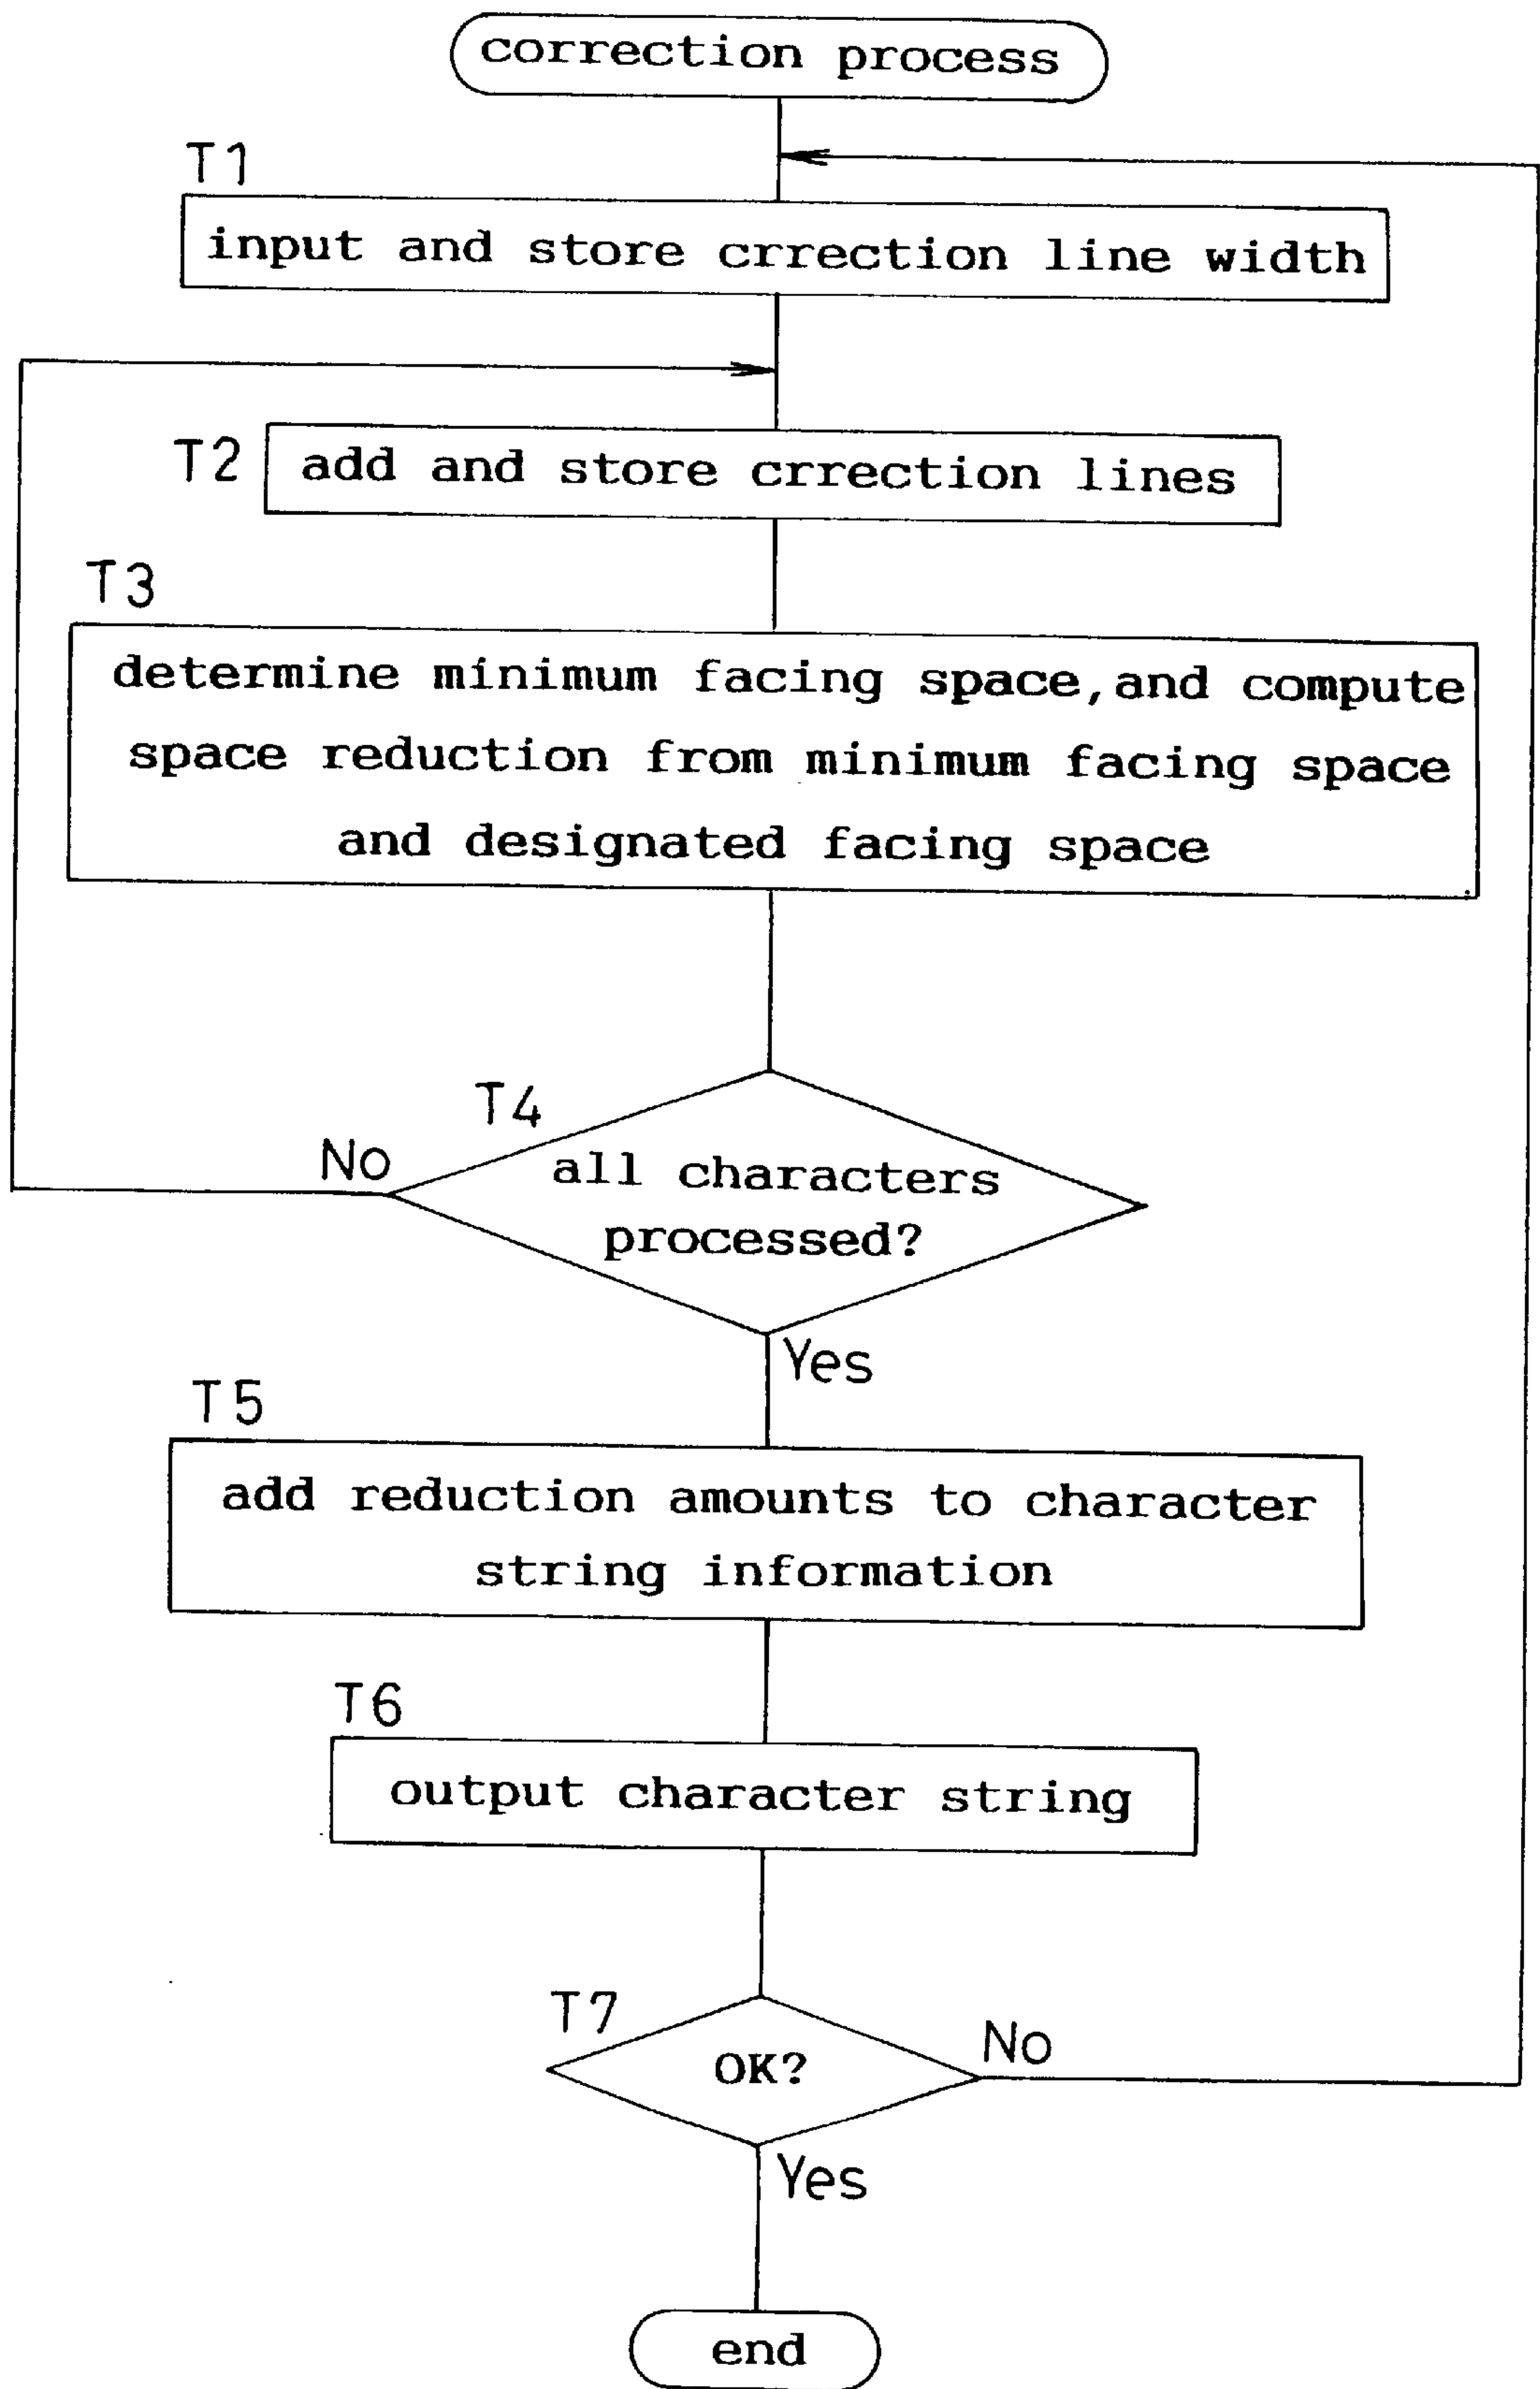 correction process
T1
input and store crrection line width
T2
add and store crrection lines
T3
determine minimum facing space,and compute
space reduction from minimum facing space
and designated facing space
T4
No
all characters
processed?
Yes
T5
add reduction amounts to character
string information
T6
output character string
T7
OK?
No
Yes
end